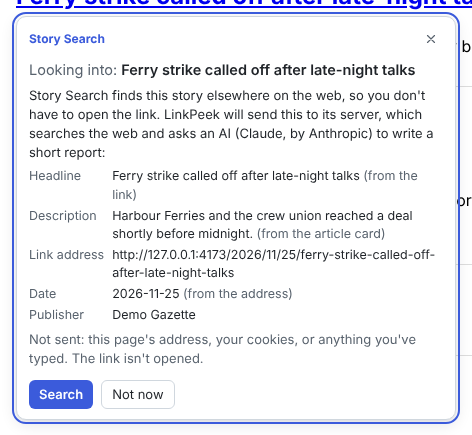 Ferry strike called off after late-night ta
Story Search
Looking into: Ferry strike called off after late-night talks
Story Search finds this story elsewhere on the web, so you don't
have to open the link. LinkPeek will send this to its server, which
searches the web and asks an AI (Claude, by Anthropic) to write a
short report:
Headline Ferry strike called off after late-night talks (from the
link)
Description Harbour Ferries and the crew union reached a deal
shortly before midnight. (from the article card)
Link address http://127.0.0.1:4173/2026/11/25/ferry-strike-called-off-
after-late-night-talks
Date 2026-11-25 (from the address)
Publisher Demo Gazette
Not sent: this page's address, your cookies, or anything you've
typed. The link isn't opened.
Search Not now